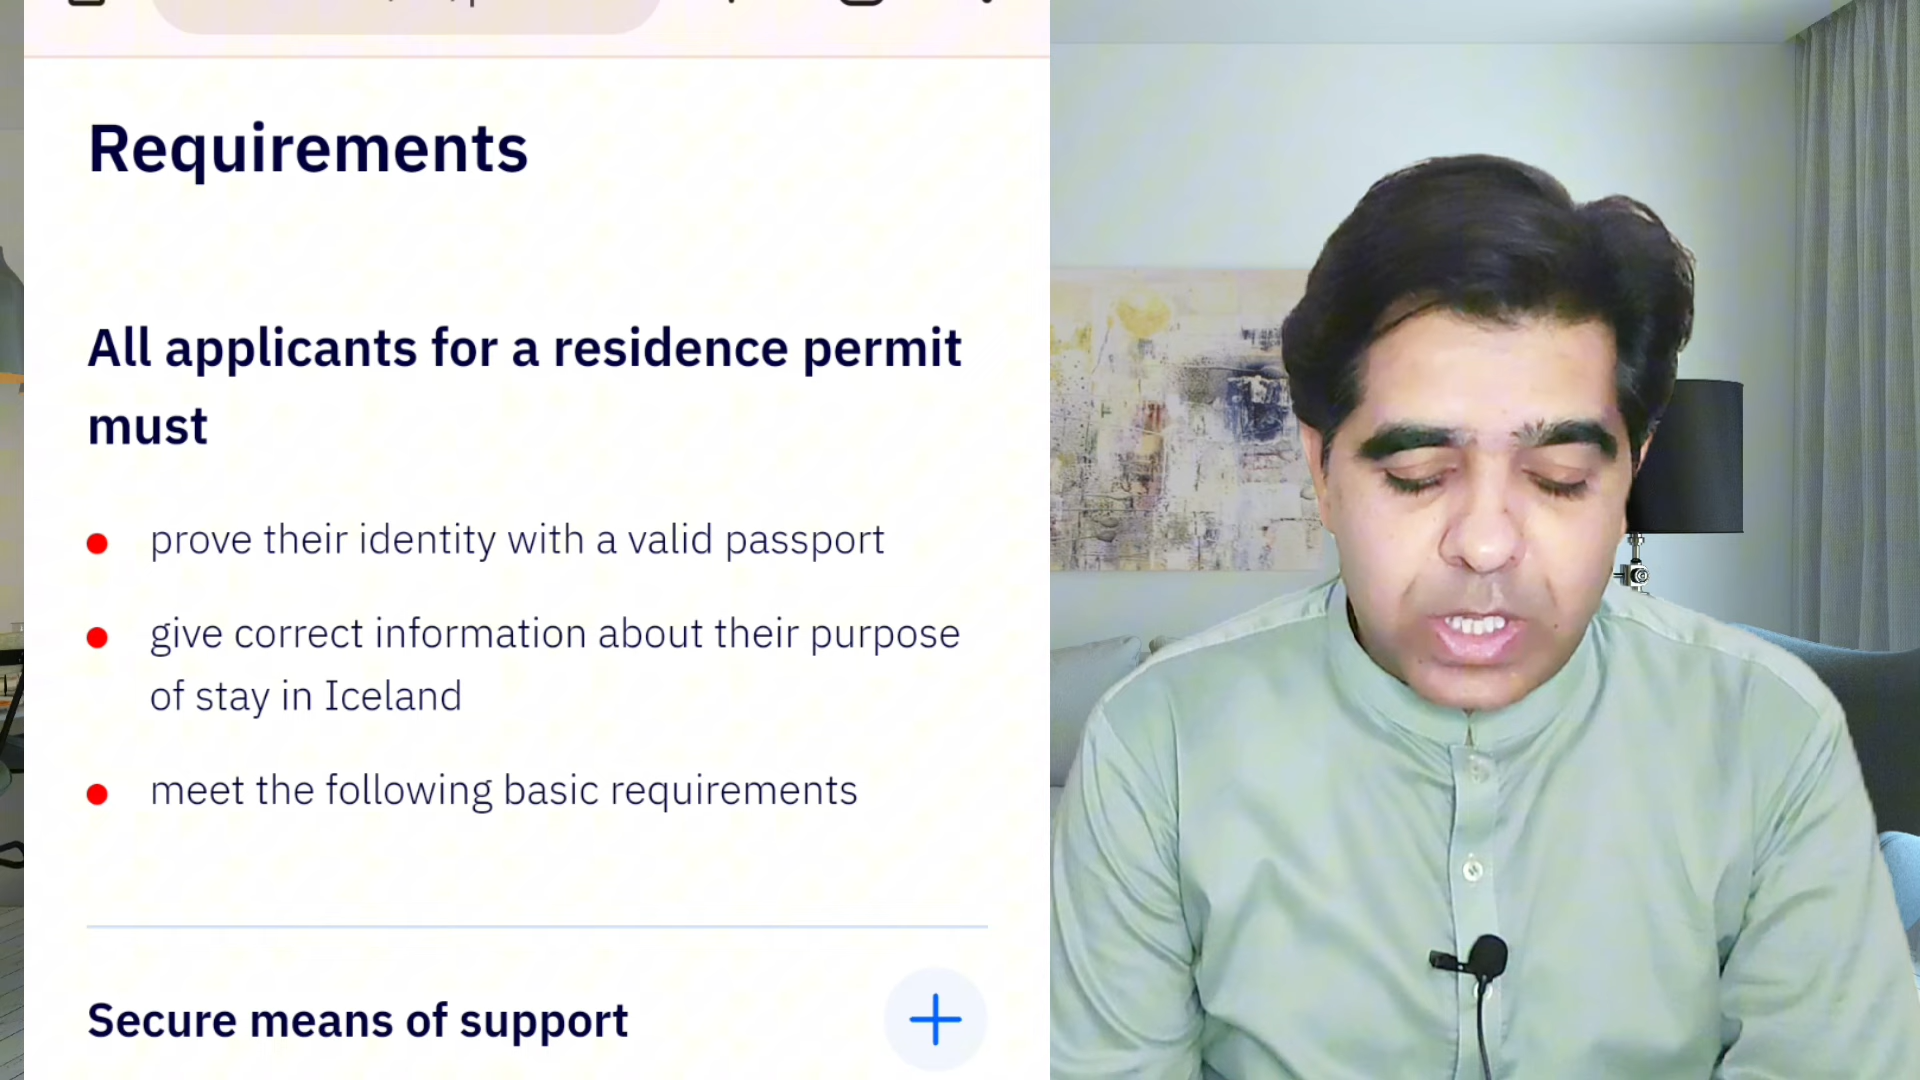 Requirements
All applicants for a residence permit
must
prove their identity with a valid passport
give correct information about their purpose
of stay in Iceland
meet the following basic requirements
Secure means of support